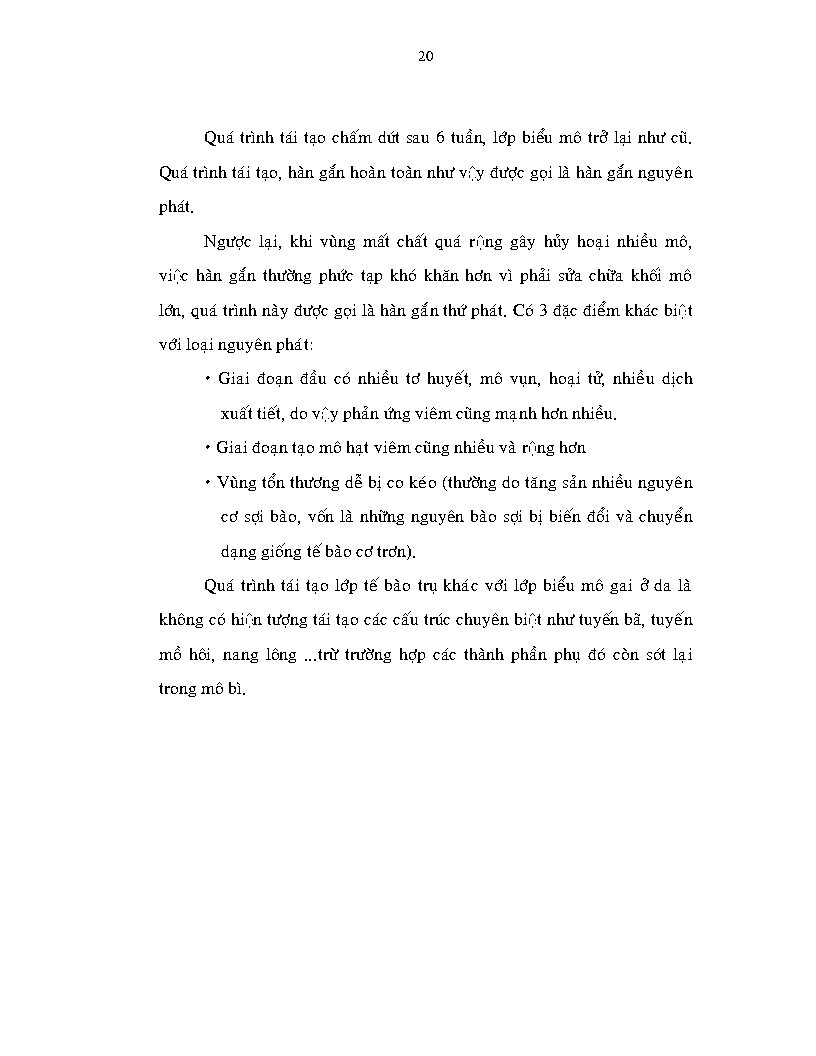 20
Quá trình tái tạo chấm dứt sau 6 tuần, lớp biểu mô trở lại như cũ.
Quá trình tái tạo, hàn gắn hoàn toàn như vậy được gọi là hàn gắn nguyên
phát.
Ngược lại, khi vùng mất chất quá rộng gây hủy hoại nhiều mô,
việc hàn gắn thường phức tạp khó khăn hơn vì phải sửa chữa khối mô
lớn, quá trình này được gọi là hàn gắn thứ phát. Có 3 đặc điểm khác biệt
với loại nguyên phát:
• Giai đoạn đầu có nhiều tơ huyết, mô vụn, hoại tử, nhiều dịch
xuất tiết, do vậy phản ứng viêm cũng mạnh hơn nhiều.
• Giai đoạn tạo mô hạt viêm cũng nhiều và rộng hơn
• Vùng tổn thương dễ bị co kéo (thường do tăng sản nhiều nguyên
cơ sợi bào, vốn là những nguyên bào sợi bị biến đổi và chuyển
dạng giống tế bào cơ trơn).
Quá trình tái tạo lớp tế bào trụ khác với lớp biểu mô gai ở da là
không có hiện tượng tái tạo các cấu trúc chuyên biệt như tuyến bã, tuyến
mồ hôi, nang lông ...trừ trường hợp các thành phần phụ đó còn sót lại
trong mô bì.